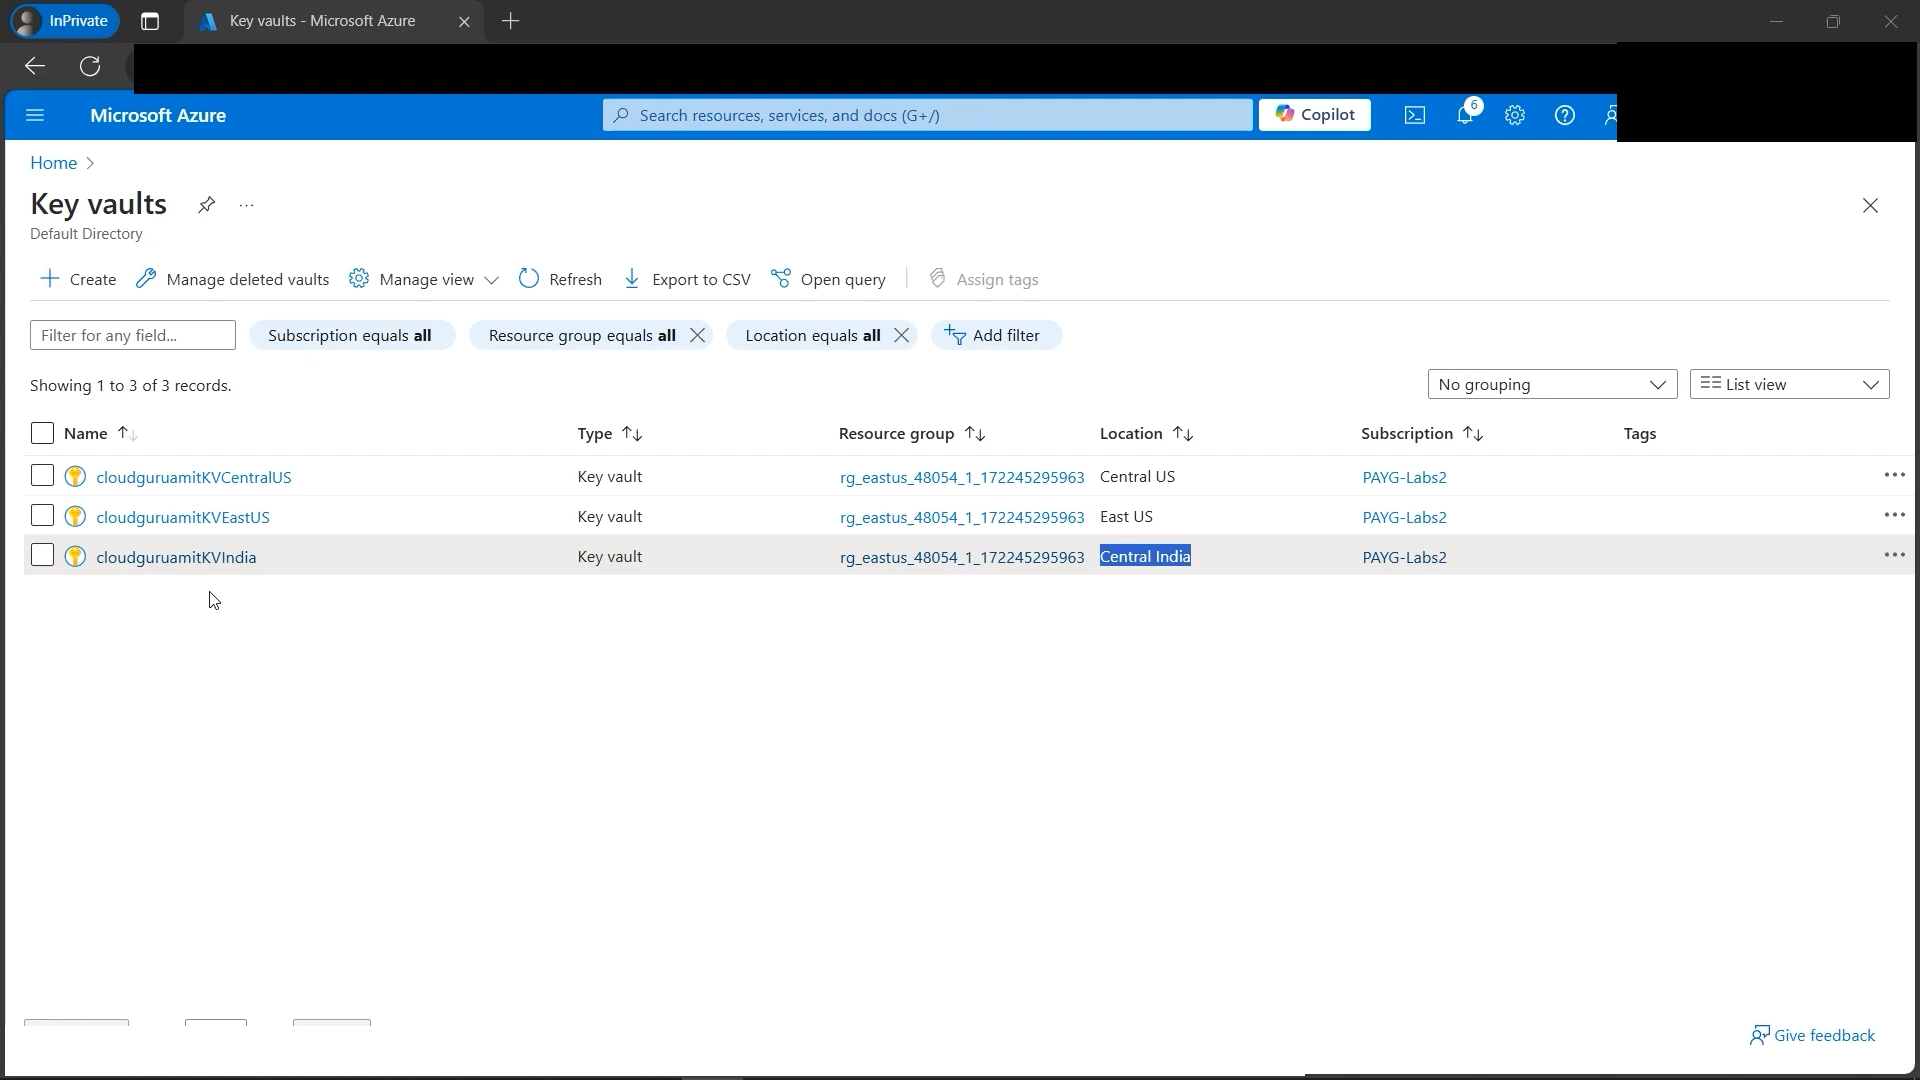 InPrivate
Key vaults - Microsoft Azure
Microsoft Azure
Search resources, services, and docs (G+/)
Copilot
6
Home
Key vaults
Default Directory
Create
Manage deleted vaults
Manage view
Refresh
Export to CSV
Open query
Assign tags
Filter for any field...
Subscription equals all
Resource group equals all
Location equals all
Add filter
Showing 1 to 3 of 3 records.
No grouping
List view
Name Type Resource group Location Subscription Tags
cloudguruamitKVCentralUS Key vault rg_eastus_48054_1_172245295963 Central US PAYG-Labs2
cloudguruamitKVEastUS Key vault rg_eastus_48054_1_172245295963 East US PAYG-Labs2
cloudguruamitKVIndia Key vault rg_eastus_48054_1_172245295963 Central India PAYG-Labs2
Give feedback